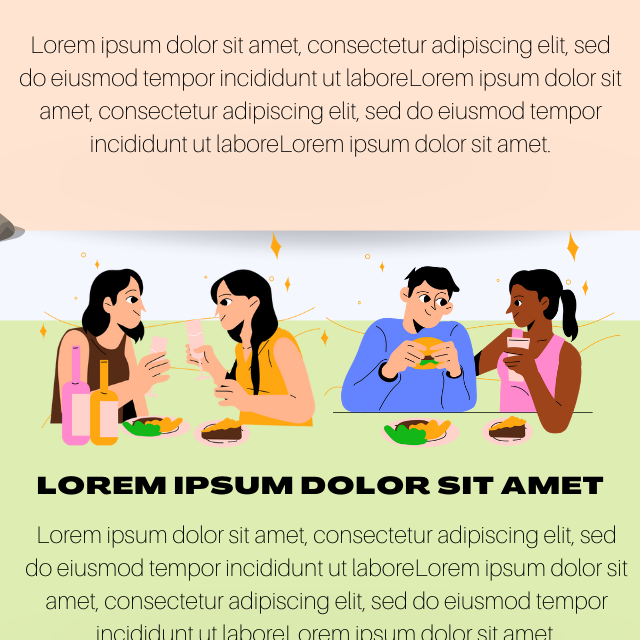 Lorem ipsum dolor sit amet, consectetur adipiscing elit, sed
do eiusmod tempor incididunt ut laboreLorem ipsum dolor sit
amet, consectetur adipiscing elit, sed do eiusmod tempor
incididunt ut laboreLorem ipsum dolor sit amet.
LOREM IPSUM DOLOR SIT AMET
Lorem ipsum dolor sit amet, consectetur adipiscing elit, sed
do eiusmod tempor incididunt ut laboreLorem ipsum dolor sit
amet, consectetur adipiscing elit, sed do eiusmod tempor
incididunt ut laboreLorem ipsum dolor sit amet.